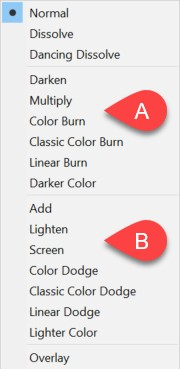 Normal
Dissolve
Dancing Dissolve
Darken
Multiply
Color Burn
Classic Color Burn
Linear Burn
Darker Color
A
Add
Lighten
Screen
Color Dodge
Classic Color Dodge
Linear Dodge
Lighter Color
B
Overlay